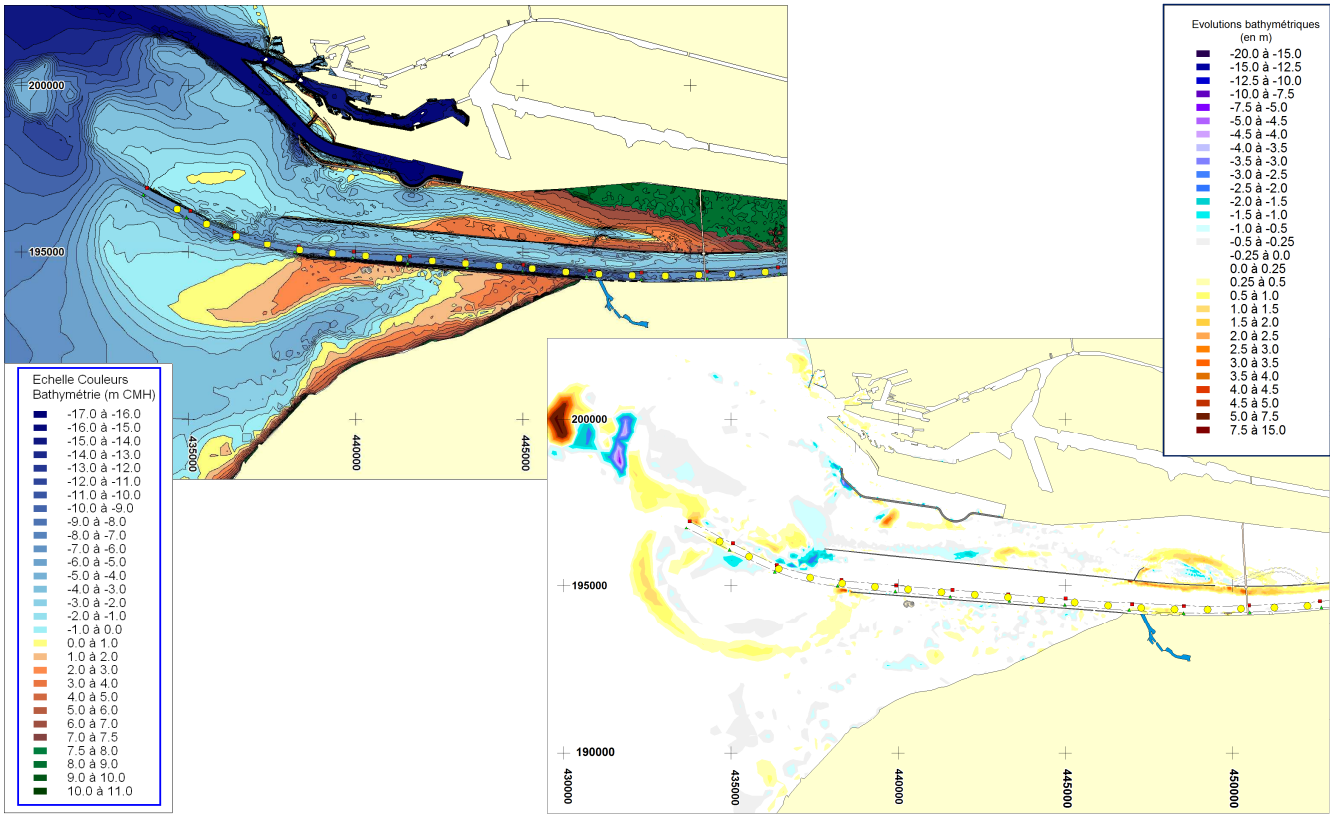 200000
195000
435000
440000
445000
Echelle Couleurs
Bathymétrie (m CMH)
-17.0 à -16.0
-16.0 à -15.0
-15.0 à -14.0
-14.0 à -13.0
-13.0 à -12.0
-12.0 à -11.0
-11.0 à -10.0
-10.0 à -9.0
-9.0 à -8.0
-8.0 à -7.0
-7.0 à -6.0
-6.0 à -5.0
-5.0 à -4.0
-4.0 à -3.0
-3.0 à -2.0
-2.0 à -1.0
-1.0 à 0.0
0.0 à 1.0
1.0 à 2.0
2.0 à 3.0
3.0 à 4.0
4.0 à 5.0
5.0 à 6.0
6.0 à 7.0
7.0 à 7.5
7.5 à 8.0
8.0 à 9.0
9.0 à 10.0
10.0 à 11.0
Evolutions bathymétriques
(en m)
-20.0 à -15.0
-15.0 à -12.5
-12.5 à -10.0
-10.0 à -7.5
-7.5 à -5.0
-5.0 à -4.5
-4.5 à -4.0
-4.0 à -3.5
-3.5 à -3.0
-3.0 à -2.5
-2.5 à -2.0
-2.0 à -1.5
-1.5 à -1.0
-1.0 à -0.5
-0.5 à -0.25
-0.25 à 0.0
0.0 à 0.25
0.25 à 0.5
0.5 à 1.0
1.0 à 1.5
1.5 à 2.0
2.0 à 2.5
2.5 à 3.0
3.0 à 3.5
3.5 à 4.0
4.0 à 4.5
4.5 à 5.0
5.0 à 7.5
7.5 à 15.0
200000
195000
190000
430000
435000
440000
445000
450000